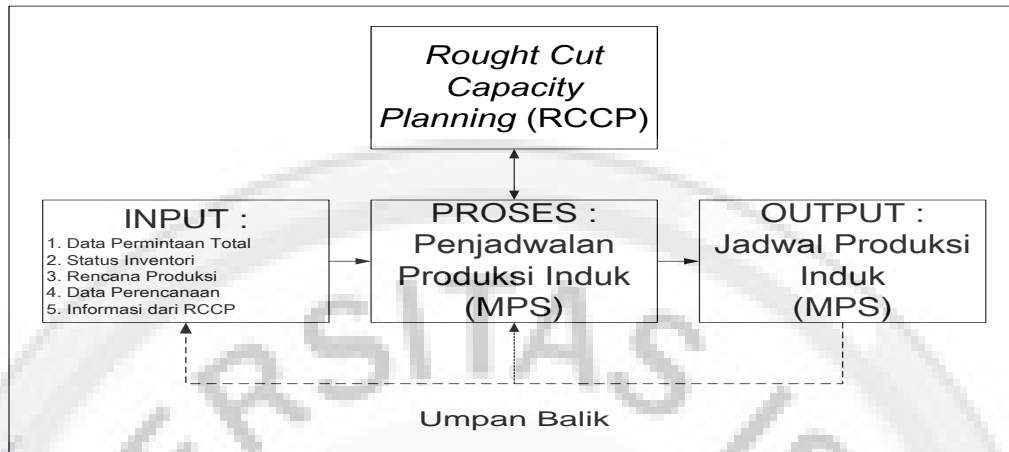 Rought Cut
Capacity
Planning (RCCP)
INPUT :
1. Data Permintaan Total
2. Status Inventori
3. Rencana Produksi
4. Data Perencanaan
5. Informasi dari RCCP
PROSES :
Penjadwalan
Produksi Induk
(MPS)
OUTPUT :
Jadwal Produksi
Induk
(MPS)
Umpan Balik